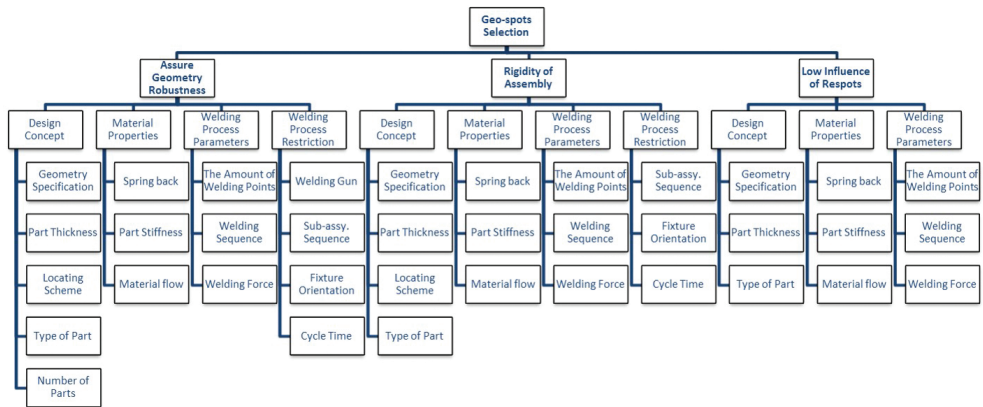 Geo-spots
Selection
Assure
Geometry
Robustness
Rigidity of
Assembly
Low Influence
of Respots
Design
Concept
Material
Properties
Welding
Process
Parameters
Welding
Process
Restriction
Design
Concept
Material
Properties
Welding
Process
Parameters
Welding
Process
Restriction
Design
Concept
Material
Properties
Welding
Process
Parameters
Geometry
Specification
Spring back
The Amount of
Welding Points
Welding Gun
Geometry
Specification
Spring back
The Amount of
Welding Points
Sub-assy.
Sequence
Geometry
Specification
Spring back
The Amount of
Welding Points
Part Thickness
Part Stiffness
Welding
Sequence
Sub-assy.
Sequence
Part Thickness
Part Stiffness
Welding
Sequence
Fixture
Orientation
Part Thickness
Part Stiffness
Welding
Sequence
Locating
Scheme
Material flow
Welding Force
Fixture
Orientation
Locating
Scheme
Material flow
Welding Force
Cycle Time
Type of Part
Material flow
Welding Force
Type of Part
Cycle Time
Type of Part
Number of
Parts